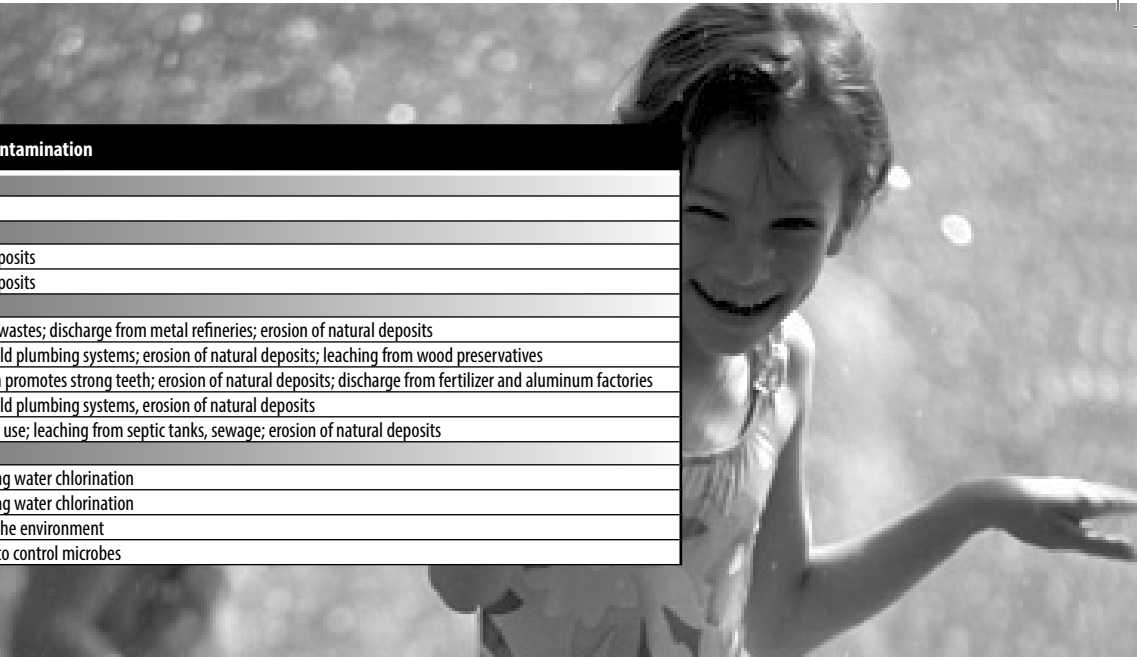 ntamination
posits
posits
wastes; discharge from metal refineries; erosion of natural deposits
ld plumbing systems; erosion of natural deposits; leaching from wood preservatives
promotes strong teeth; erosion of natural deposits; discharge from fertilizer and aluminum factories
ld plumbing systems, erosion of natural deposits
use; leaching from septic tanks, sewage; erosion of natural deposits
ng water chlorination
ng water chlorination
he environment
to control microbes